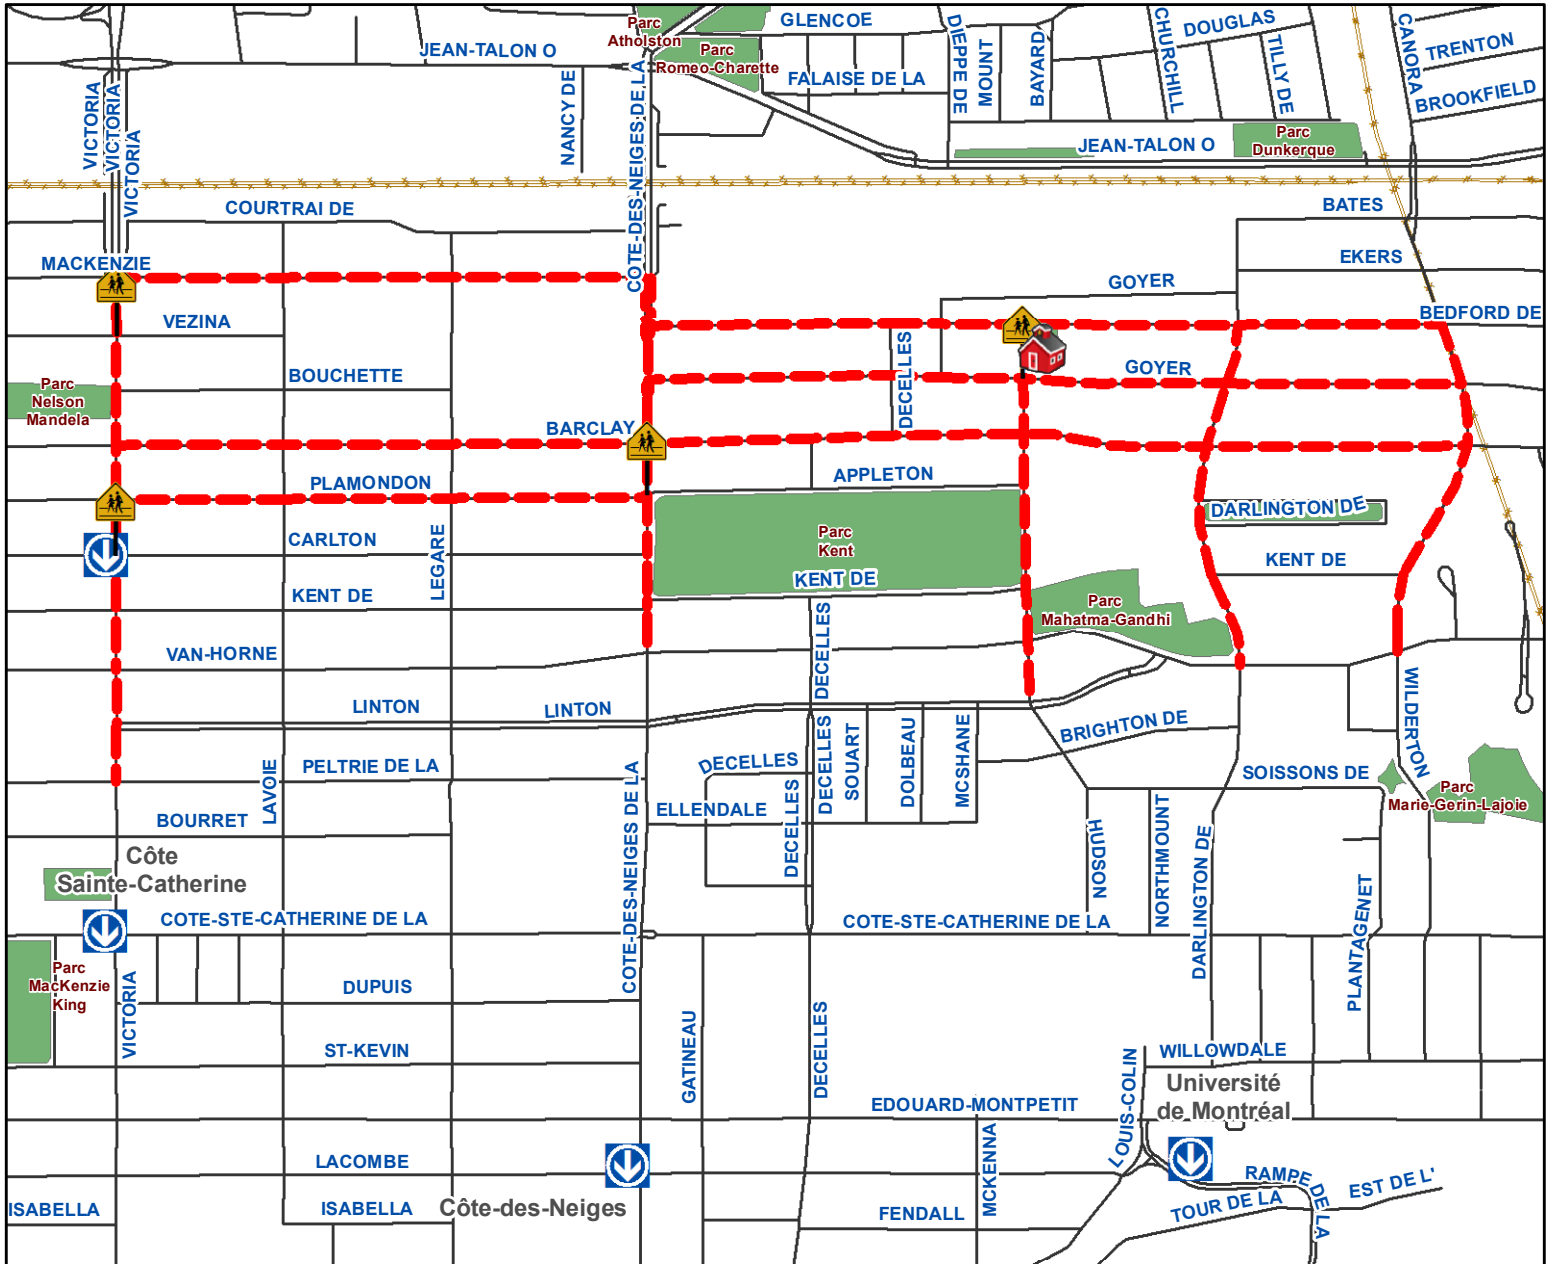 GLENCOE
Parc
Atholston
JEAN-TALON O
Parc
Romeo-Charette
FALAISE DE LA
DIEPPE DE
MOUNT
BAYARD
CHURCHILL
DOUGLAS
TILLY DE
CANORA
TRENTON
BROOKFIELD
VICTORIA
VICTORIA
VICTORIA
NANCY DE
COTE-DES-NEIGES DE LA
JEAN-TALON O
Parc
Dunkerque
COURTRAI DE
BATES
MACKENZIE
EKERS
GOYER
VEZINA
BEDFORD DE
DECELLES
BOUCHETTE
GOYER
Parc
Nelson
Mandela
BARCLAY
PLAMONDON
APPLETON
DARLINGTON DE
CARLTON
LEGARE
Parc
Kent
KENT DE
KENT DE
KENT DE
Parc
Mahatma-Gandhi
VAN-HORNE
DECELLES
LINTON
LINTON
WILDERTON
BRIGHTON DE
DECELLES
DECELLES
SOUART
DOLBEAU
MCSHANE
LAVOIE
PELTRIE DE LA
SOISSONS DE
Parc
Marie-Gerin-Lajoie
COTE-DES-NEIGES DE LA
ELLENDALE
DECELLES
BOURRET
HUDSON
NORTHMOUNT
DARLINGTON DE
PLANTAGENET
Côte
Sainte-Catherine
COTE-STE-CATHERINE DE LA
COTE-STE-CATHERINE DE LA
Parc
MacKenzie
King
VICTORIA
DUPUIS
GATINEAU
DECELLES
ST-KEVIN
WILLOWDALE
LOUIS-COLIN
Université
de Montréal
EDOUARD-MONTPETIT
MCKENNA
LACOMBE
RAMPE DE LA
TOUR DE LA
EST DE L'
ISABELLA
ISABELLA
Côte-des-Neiges
FENDALL